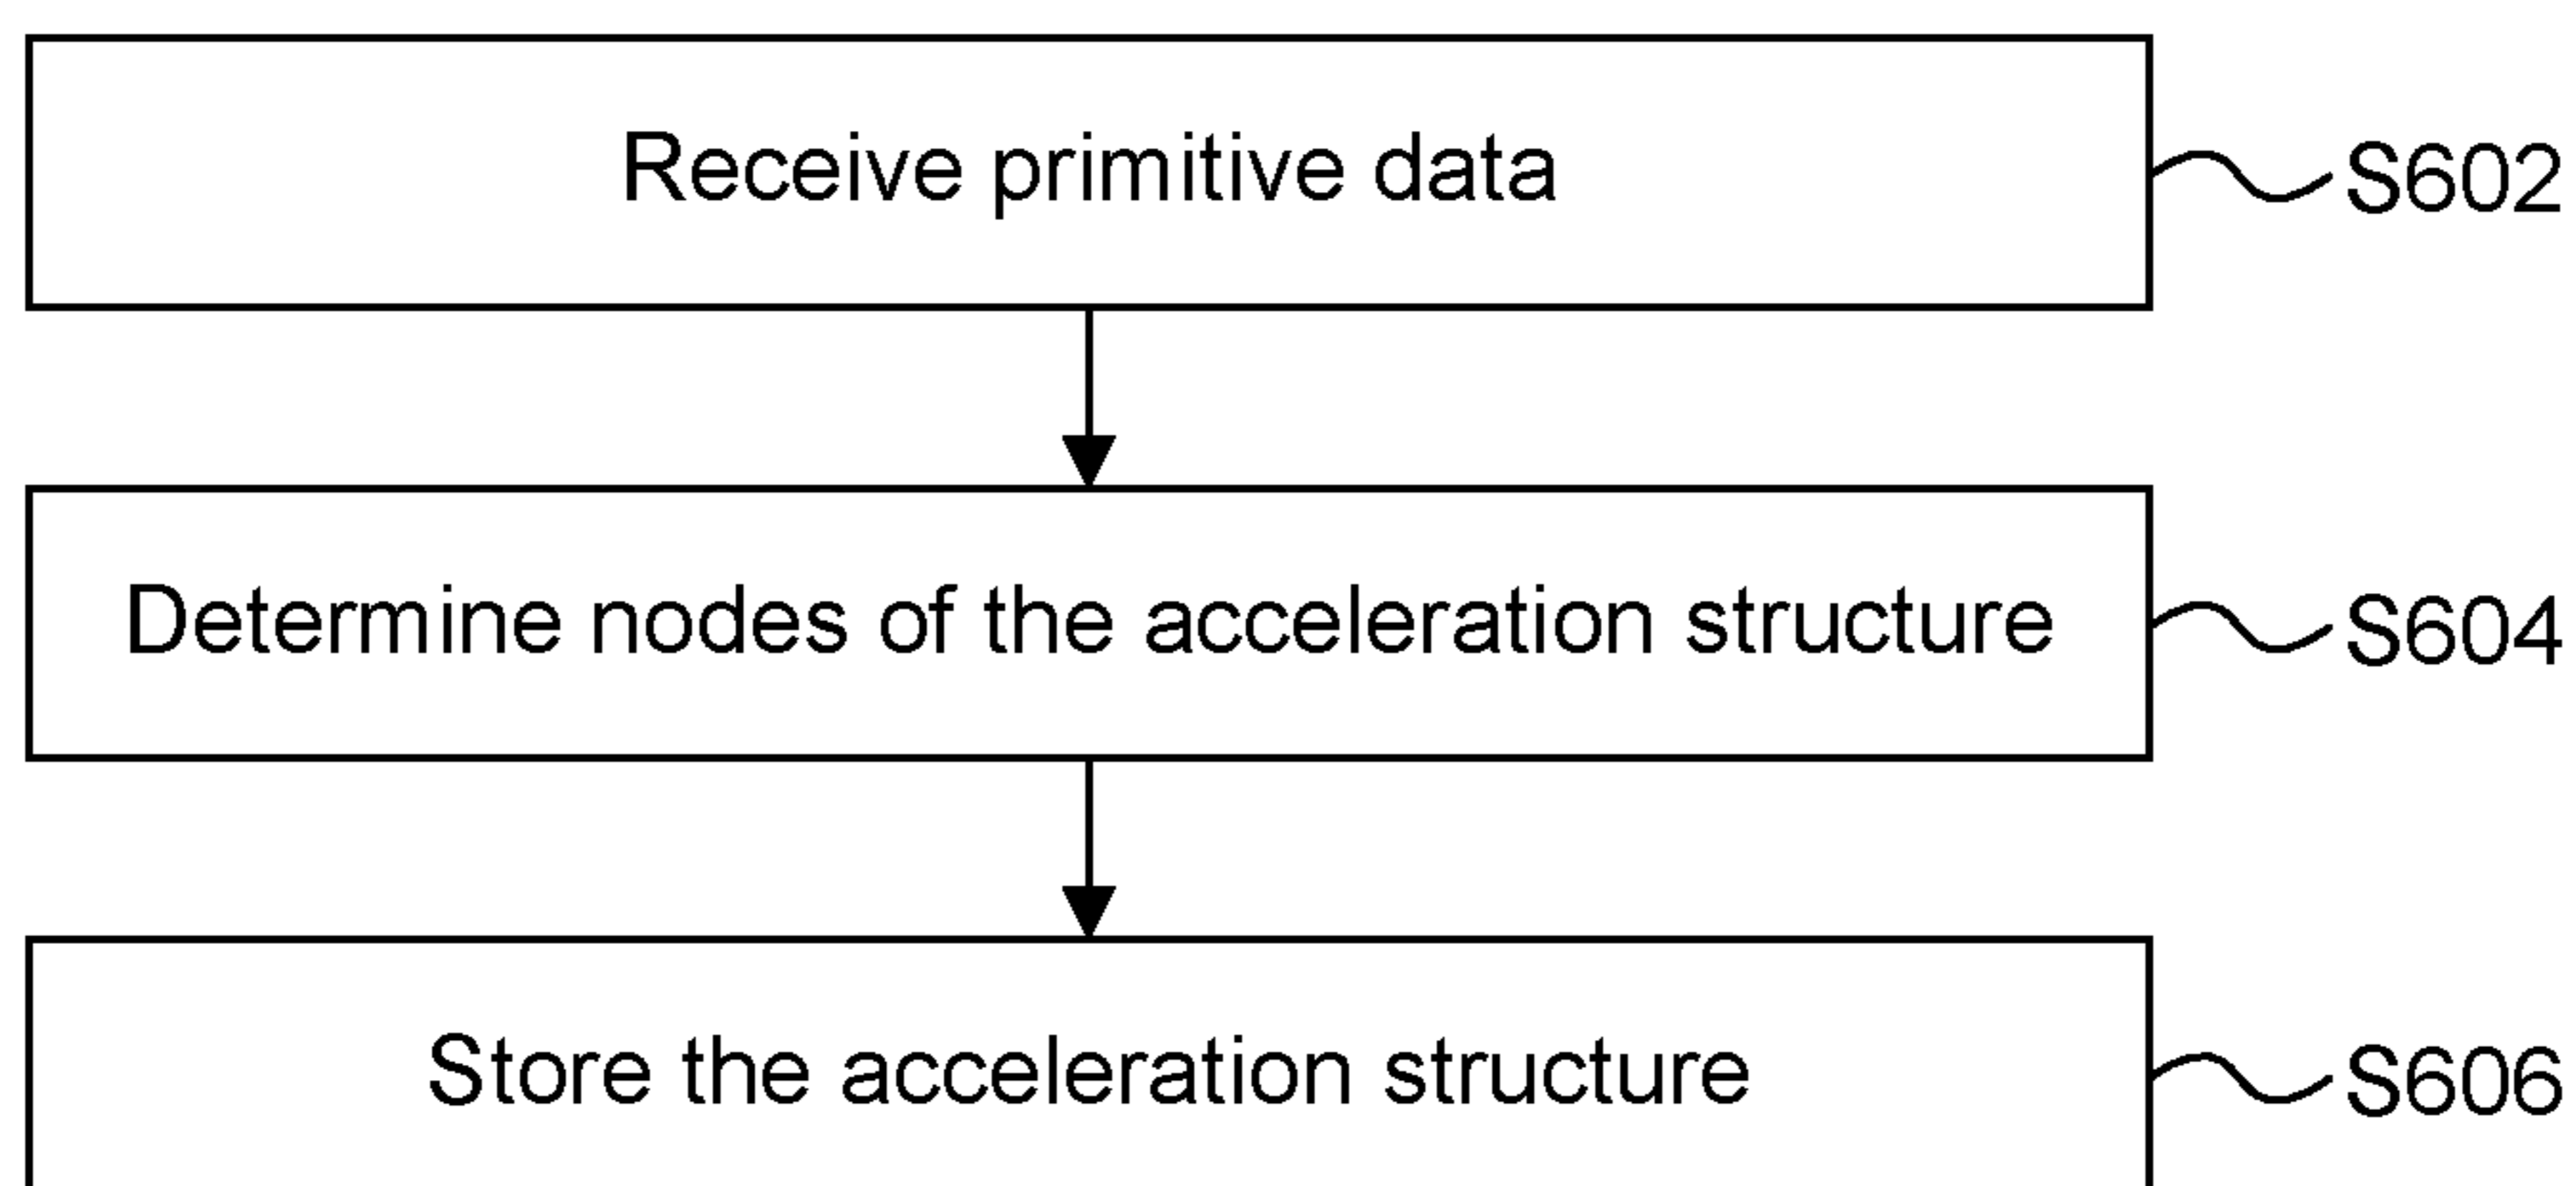 Receive primitive data
S602
Determine nodes of the acceleration structure
S604
Store the acceleration structure
S606